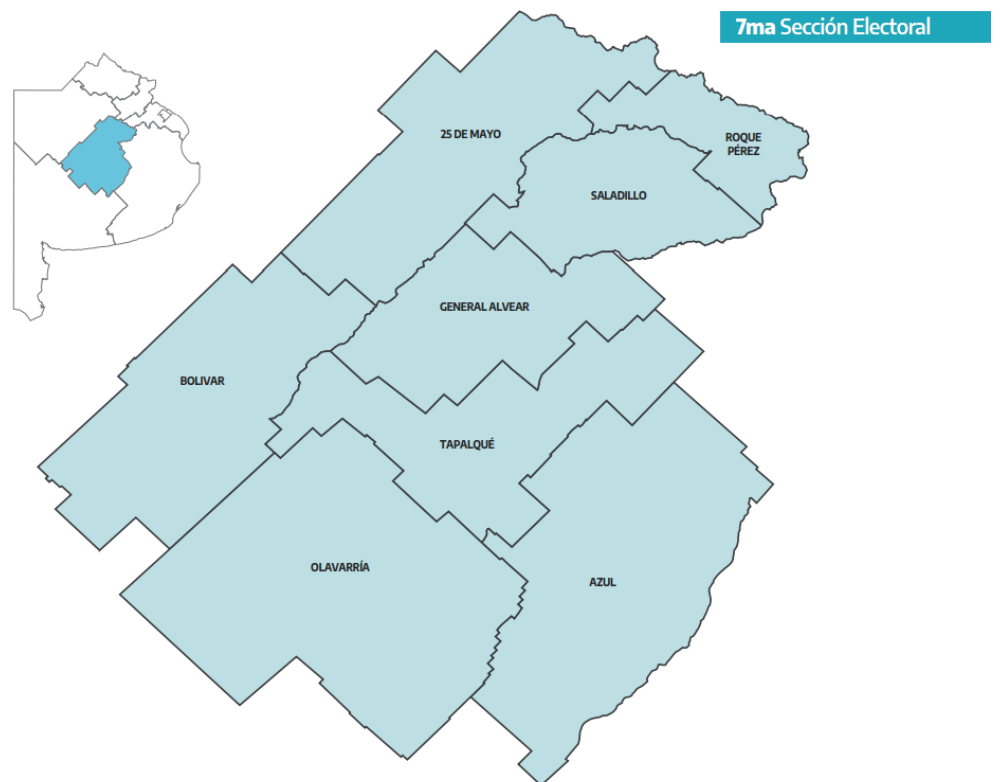 7ma Sección Electoral
25 DE MAYO
ROQUE
PÉREZ
SALADILLO
GENERAL ALVEAR
BOLIVAR
TAPALQUÉ
OLAVARRÍA
AZUL